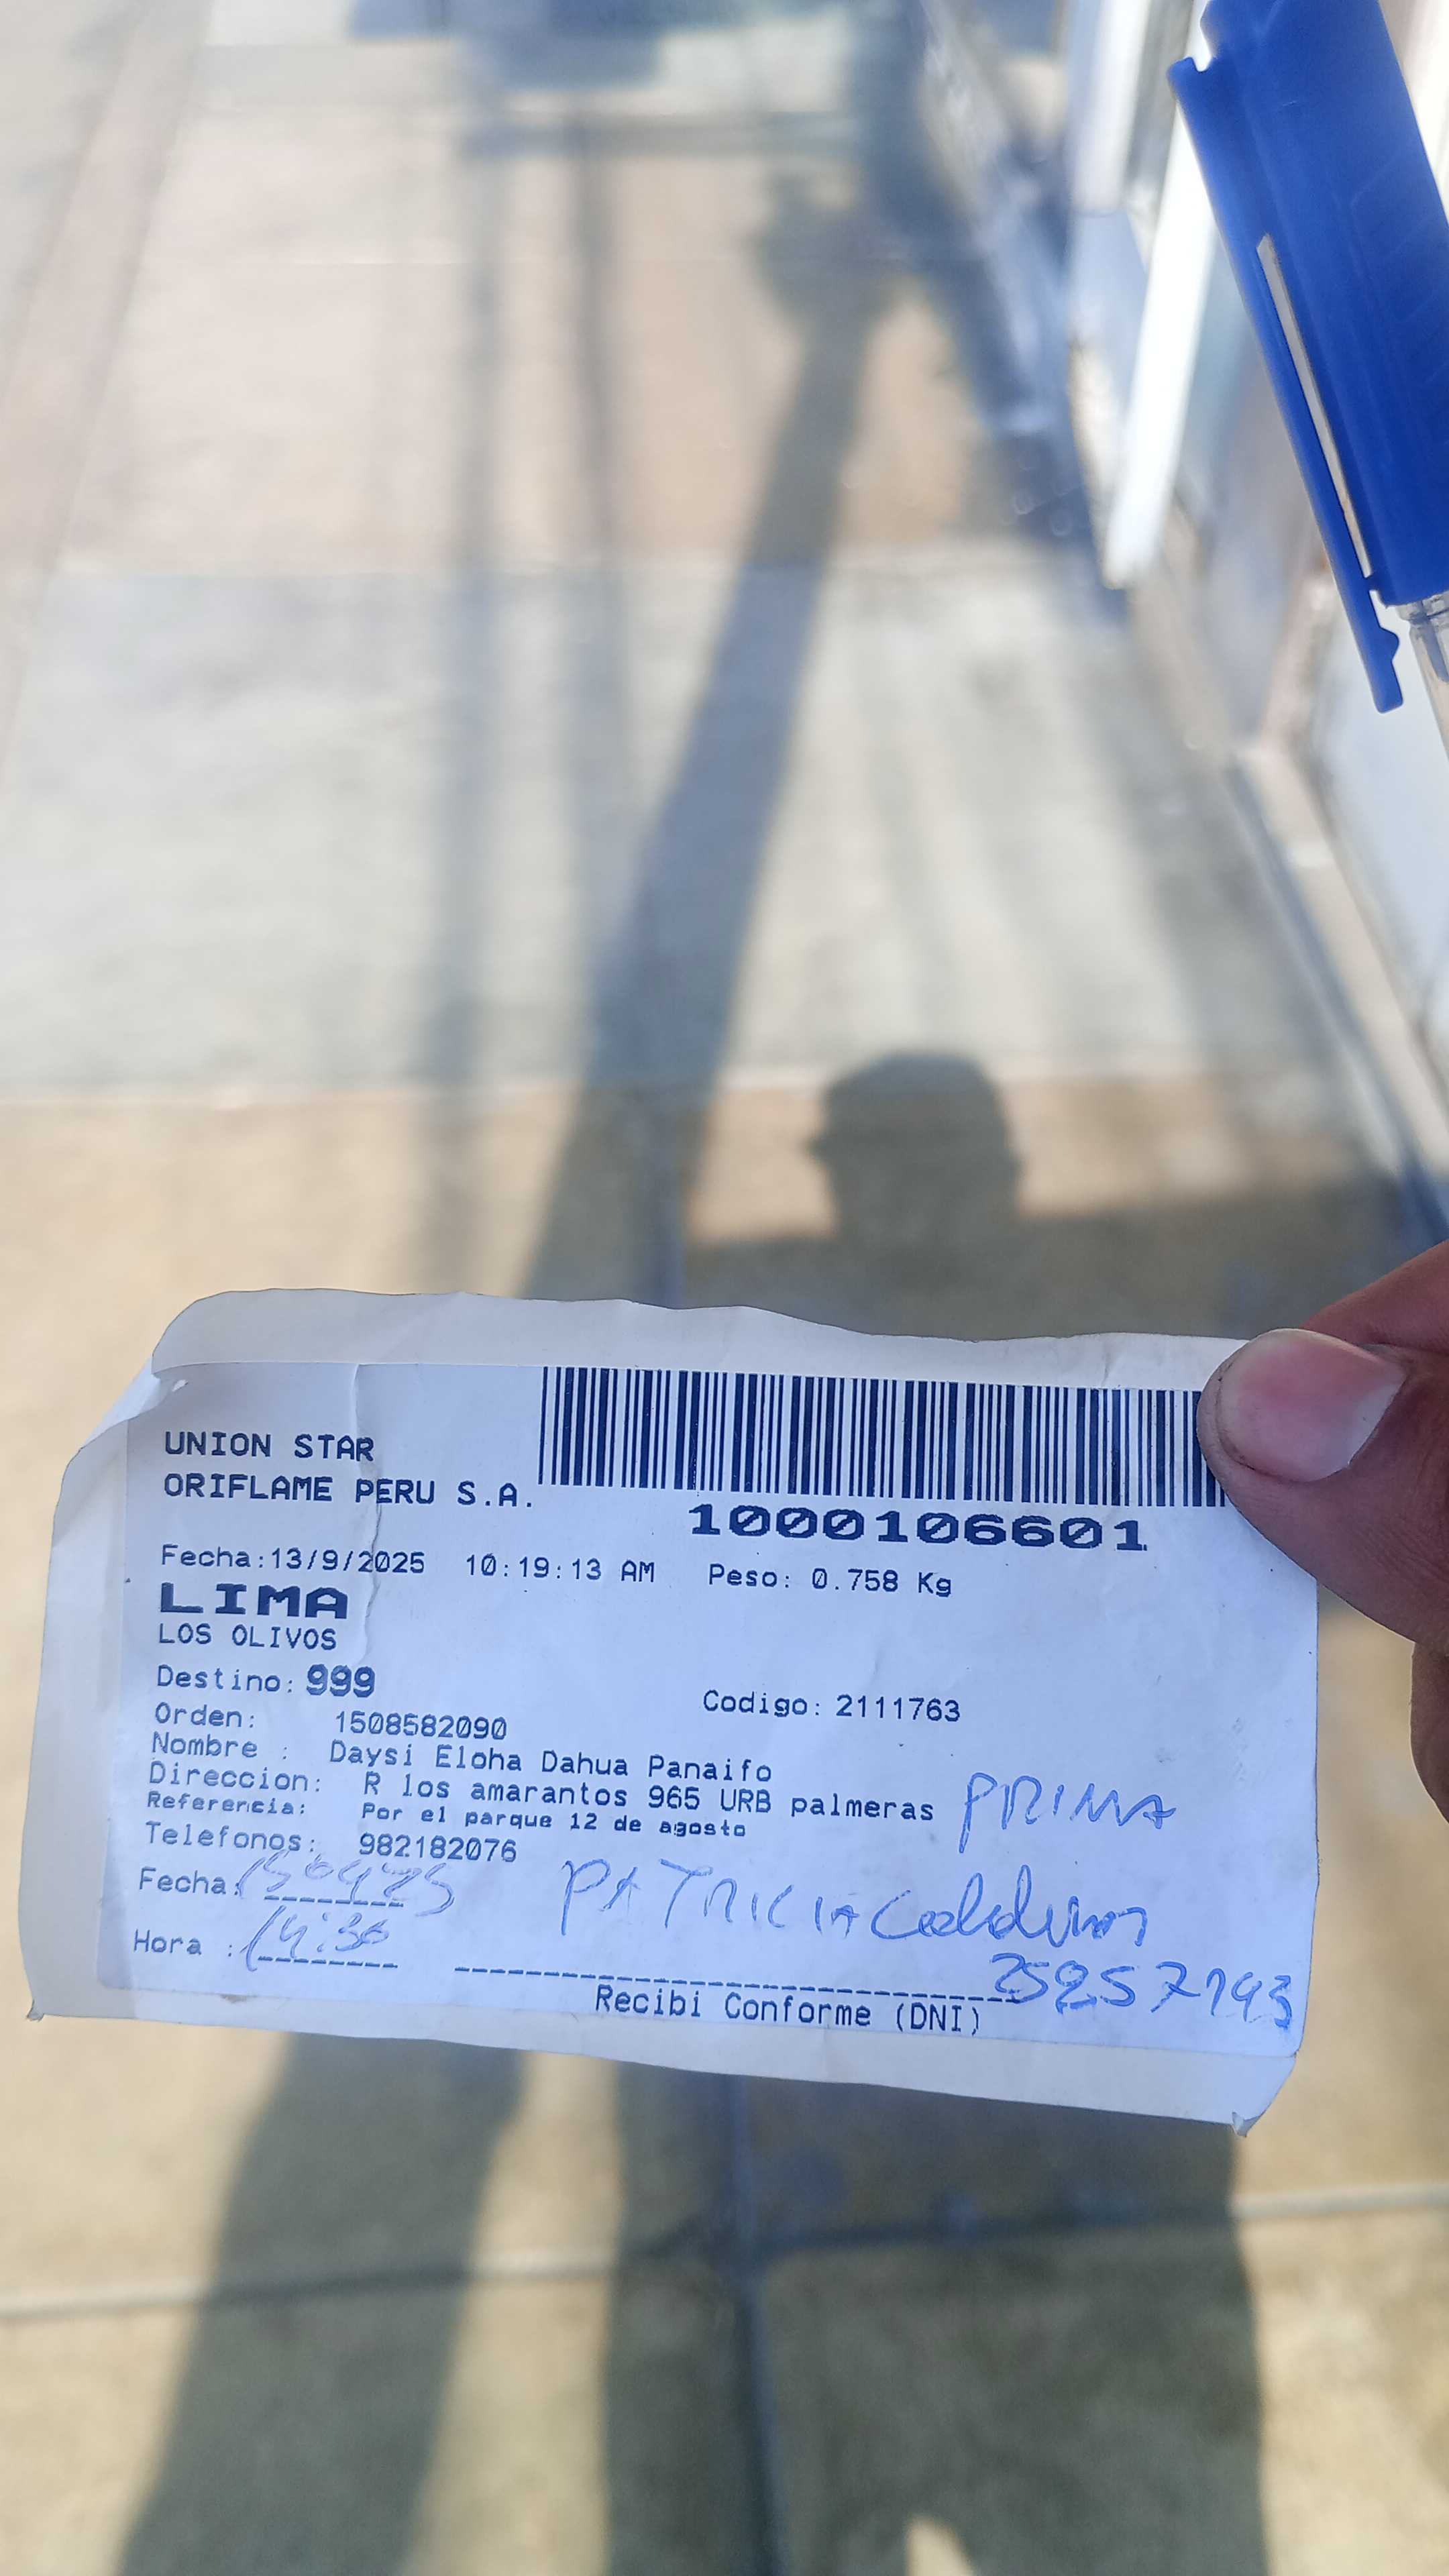 UNION STAR
ORIFLAME PERU S.A.
1000106601
Fecha:13/9/2025 10:19:13 AM Peso: 0.758 Kg
LIMA
LOS OLIVOS
Destino: 999
Codigo: 2111763
Orden: 1508582090
Nombre : Daysi Eloha Dahua Panaifo
Direccion: R los amarantos 965 URB palmeras PRIMA
Referencia: Por el parque 12 de agosto
Telefonos: 982182076
Fecha: 150925
PATRICIA
Hora : 14:30
Recibi Conforme (DNI)